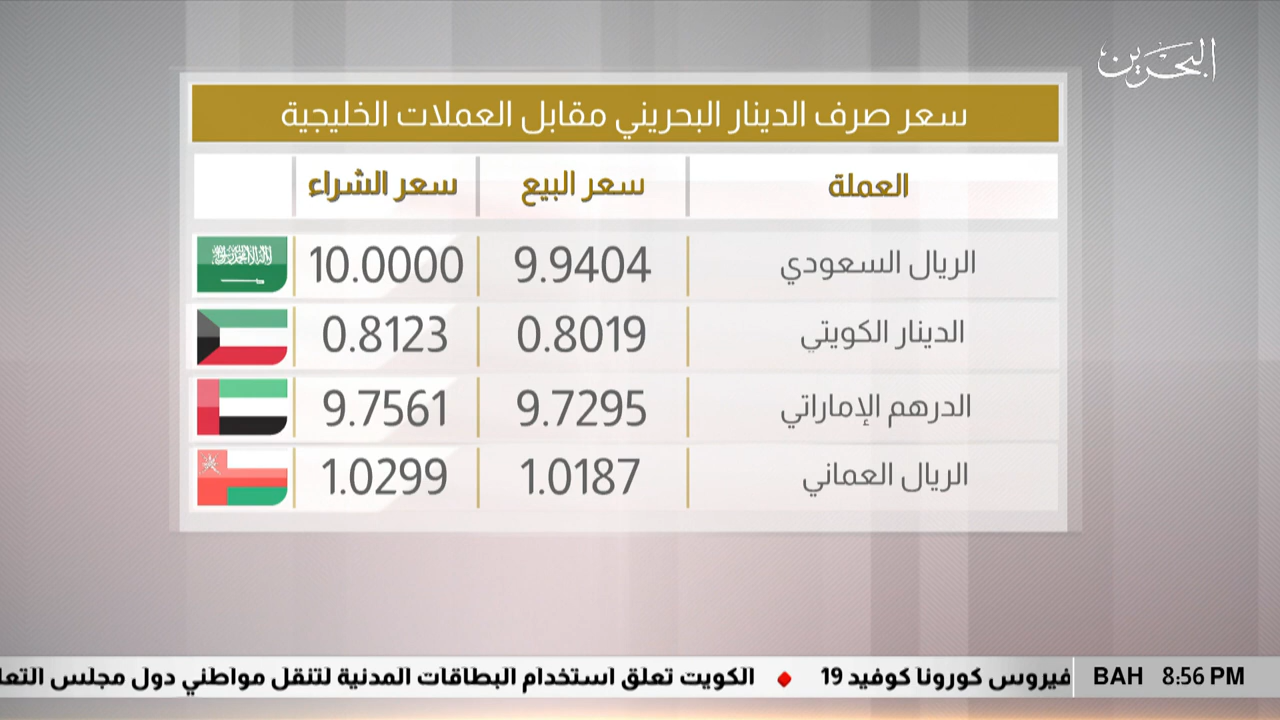 البحرين
سعر صرف الدينار البحريني مقابل العملات الخليجية
العملة سعر البيع سعر الشراء
الريال السعودي 9.9404 10.0000
الدينار الكويتي 0.8019 0.8123
الدرهم الإماراتي 9.7295 9.7561
الريال العماني 1.0187 1.0299
BAH 8:56 PM فيروس كورونا كوفيد 19 الكويت تعلق استخدام البطاقات المدنية لتنقل مواطني دول مجلس